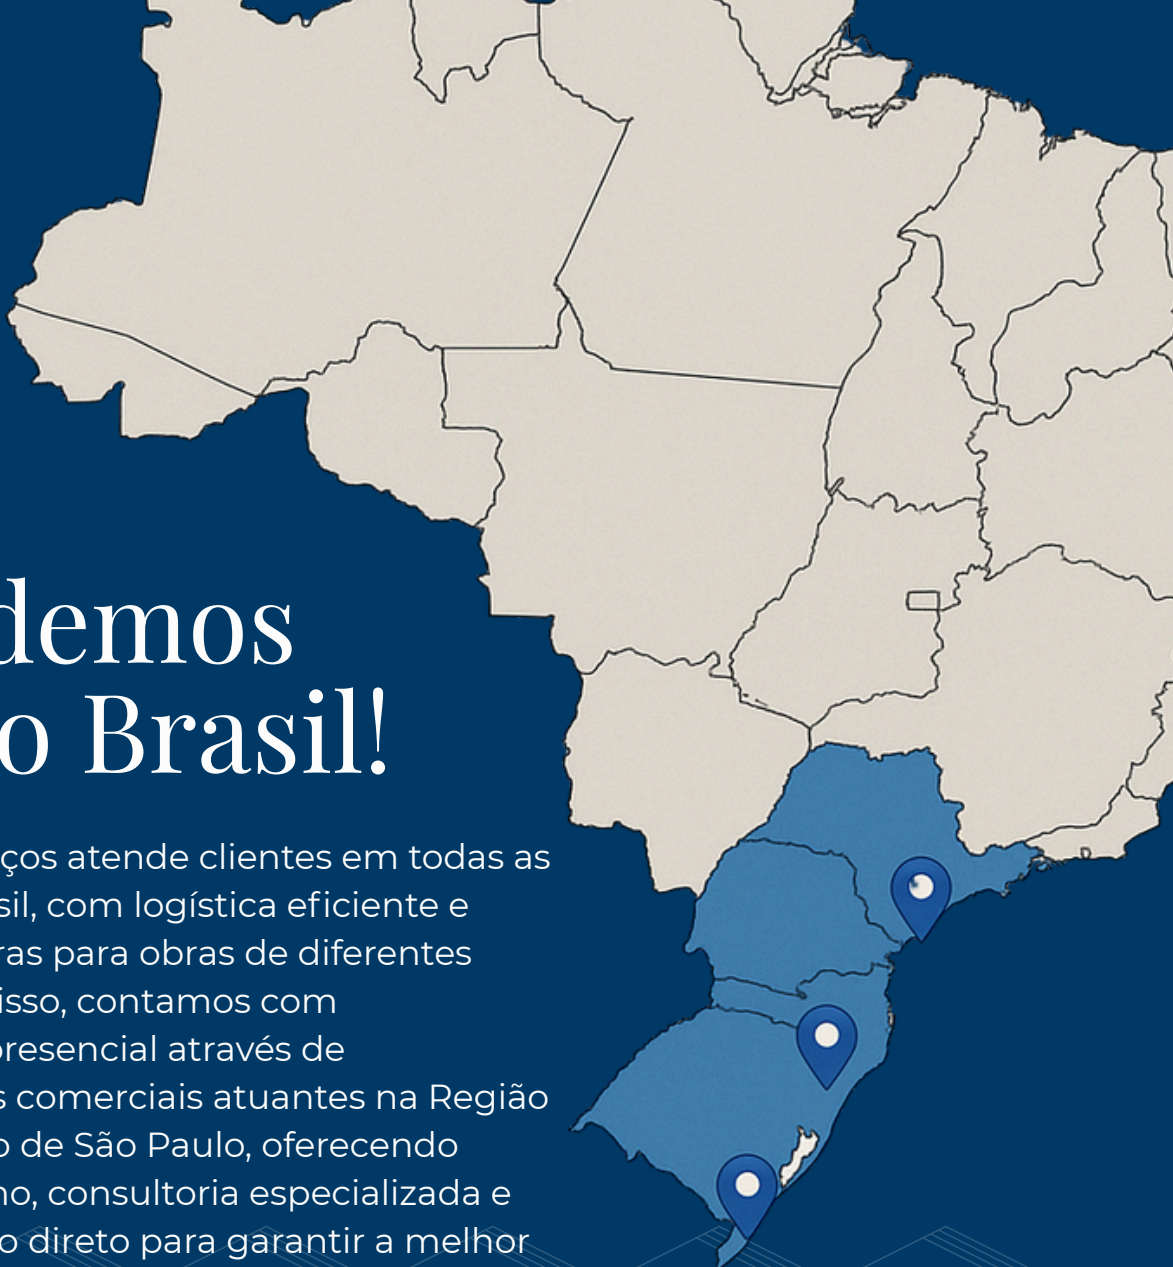 demos
o Brasil!
ços atende clientes em todas as
sil, com logística eficiente e
ras para obras de diferentes
isso, contamos com
presencial através de
s comerciais atuantes na Região
o de São Paulo, oferecendo
no, consultoria especializada e
o direto para garantir a melhor